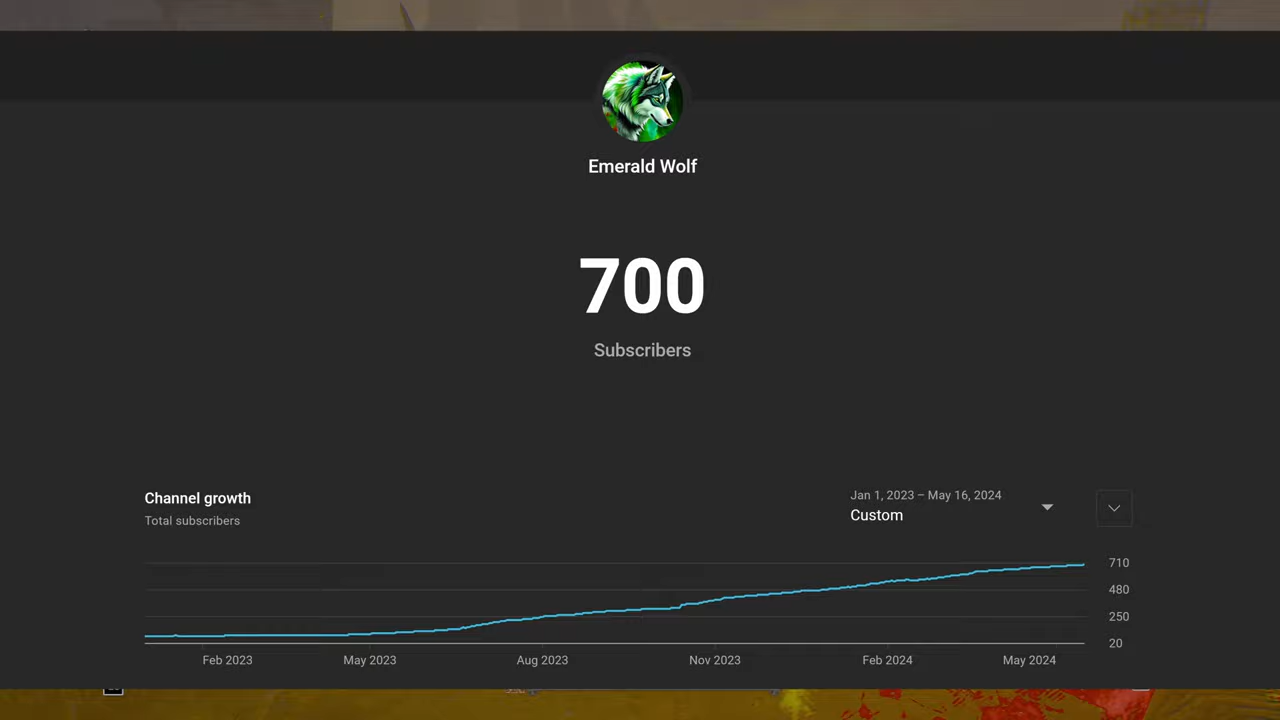 Emerald Wolf
700
Subscribers
Channel growth
Total subscribers
Jan 1, 2023 – May 16, 2024
Custom
710
480
250
20
Feb 2023
May 2023
Aug 2023
Nov 2023
Feb 2024
May 2024